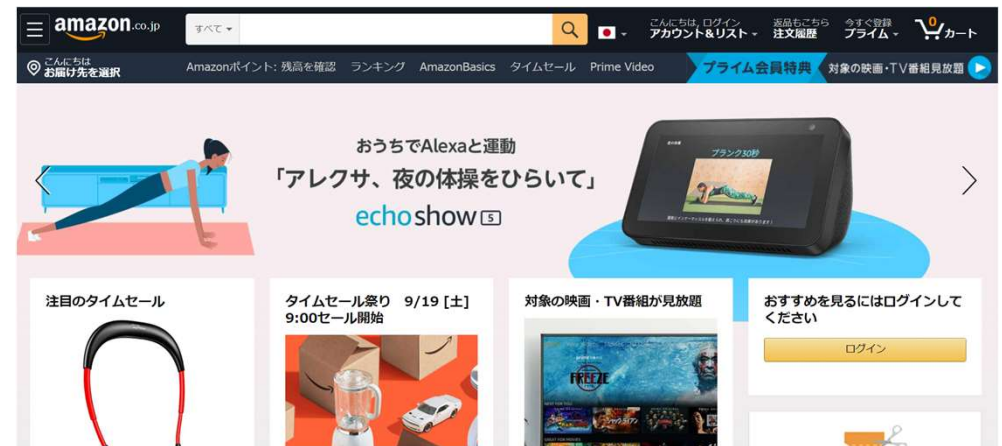 amazon.co.jp
すべて
こんにちは, ログイン
アカウント&リスト
返品もこちら
注文履歴
今すぐ登録
プライム
0
カート
こんにちは
お届け先を選択
Amazonポイント: 残高を確認 ランキング AmazonBasics タイムセール Prime Video
プライム会員特典 対象の映画・TV番組見放題
おうちでAlexaと運動
「アレクサ、夜の体操をひらいて」
echo show 5
プランク30秒
注目のタイムセール
タイムセール祭り 9/19 [土]
9:00セール開始
対象の映画・TV番組が見放題
おすすめを見るにはログインして
ください
ログイン
FREEZE